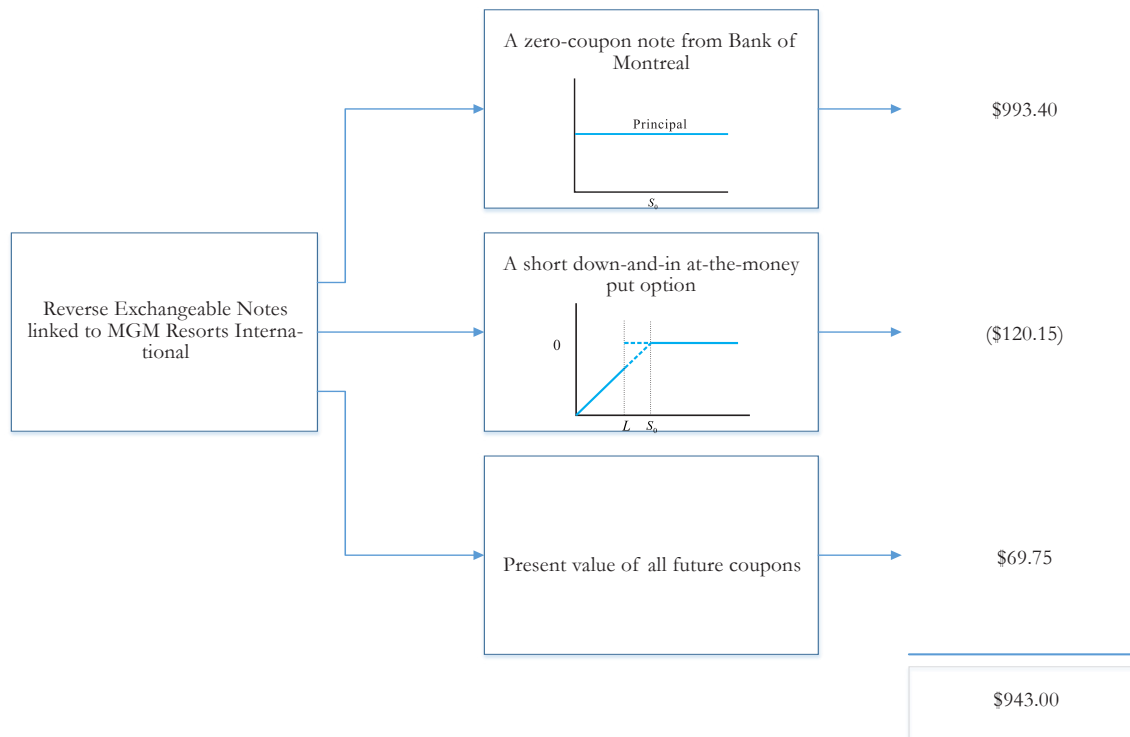 A zero-coupon note from Bank of
Montreal
Principal
S₀
$993.40
Reverse Exchangeable Notes
linked to MGM Resorts Interna-
tional
A short down-and-in at-the-money
put option
0
L S₀
($120.15)
Present value of all future coupons
$69.75
$943.00